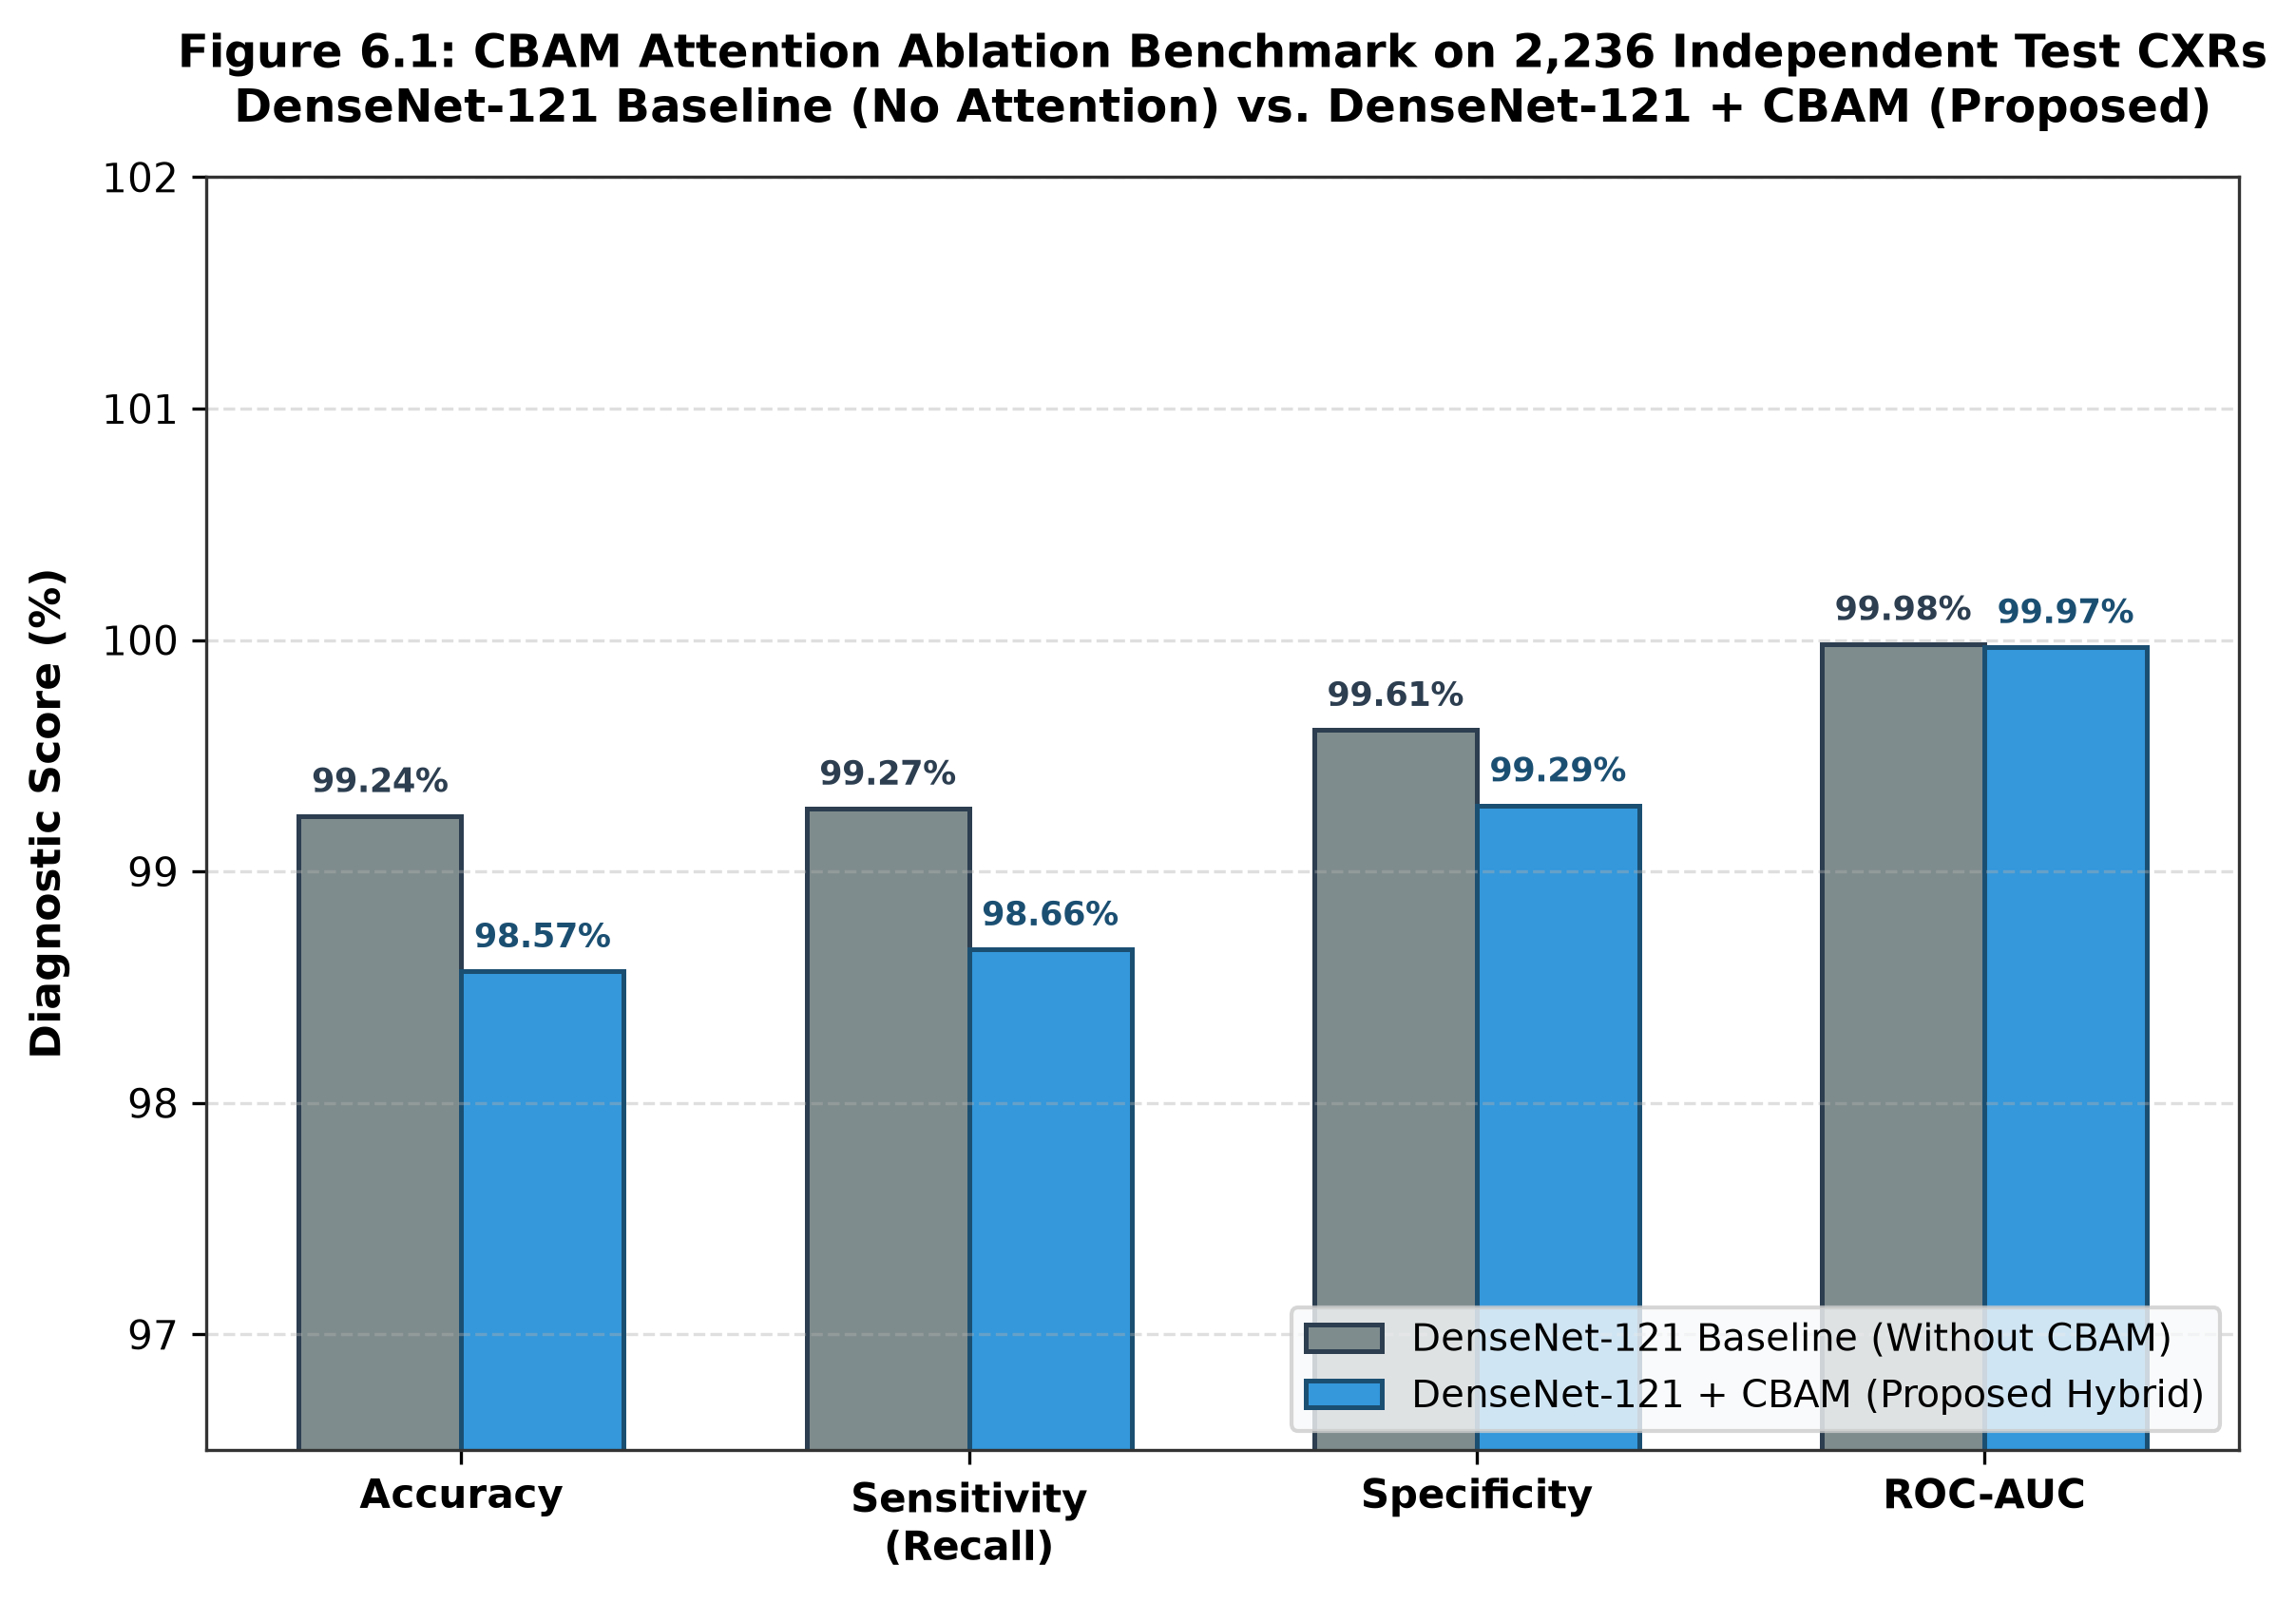 Figure 6.1: CBAM Attention Ablation Benchmark on 2,236 Independent Test CXRs
DenseNet-121 Baseline (No Attention) vs. DenseNet-121 + CBAM (Proposed)
Diagnostic Score (%)
102
101
100
99
98
97
99.24%
98.57%
99.27%
98.66%
99.61%
99.29%
99.98%
99.97%
DenseNet-121 Baseline (Without CBAM)
DenseNet-121 + CBAM (Proposed Hybrid)
Accuracy
Sensitivity
(Recall)
Specificity
ROC-AUC